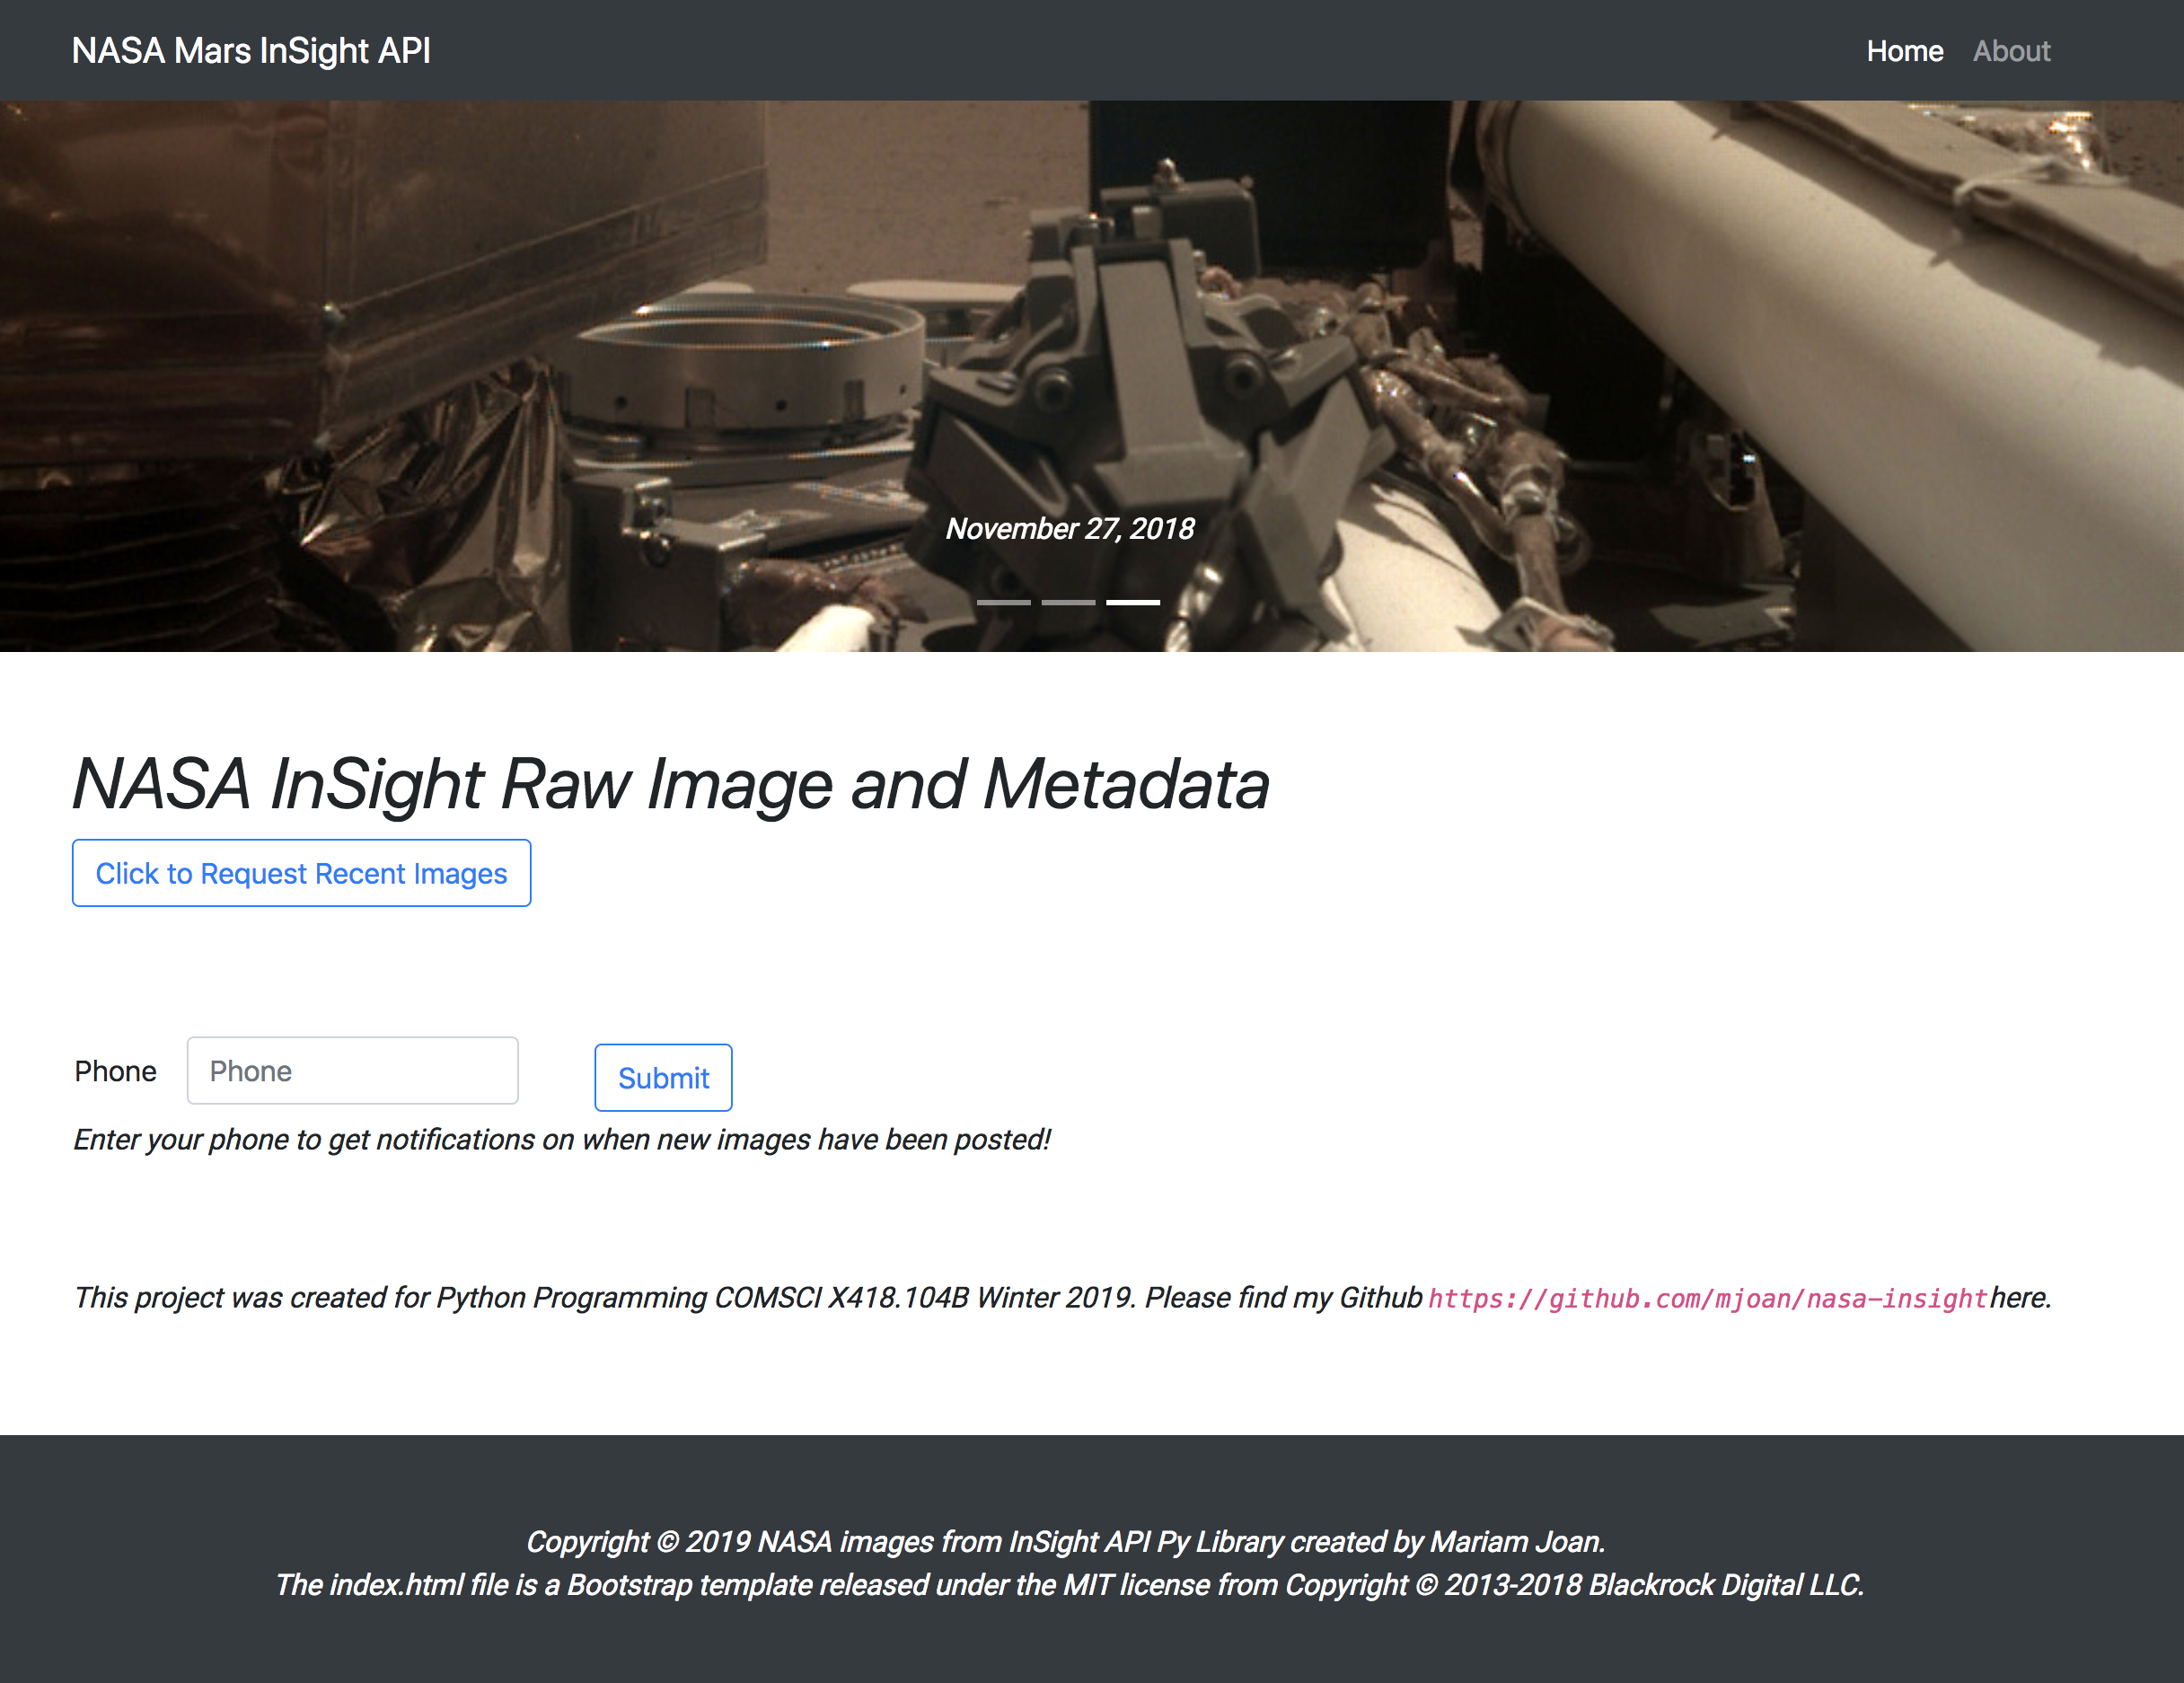 NASA Mars InSight API
Home About
November 27, 2018
NASA InSight Raw Image and Metadata
Click to Request Recent Images
Phone Phone Submit
Enter your phone to get notifications on when new images have been posted!
This project was created for Python Programming COMSCI X418.104B Winter 2019. Please find my Github https://github.com/mjoan/nasa-insight here.
Copyright © 2019 NASA images from InSight API Py Library created by Mariam Joan.
The index.html file is a Bootstrap template released under the MIT license from Copyright © 2013-2018 Blackrock Digital LLC.